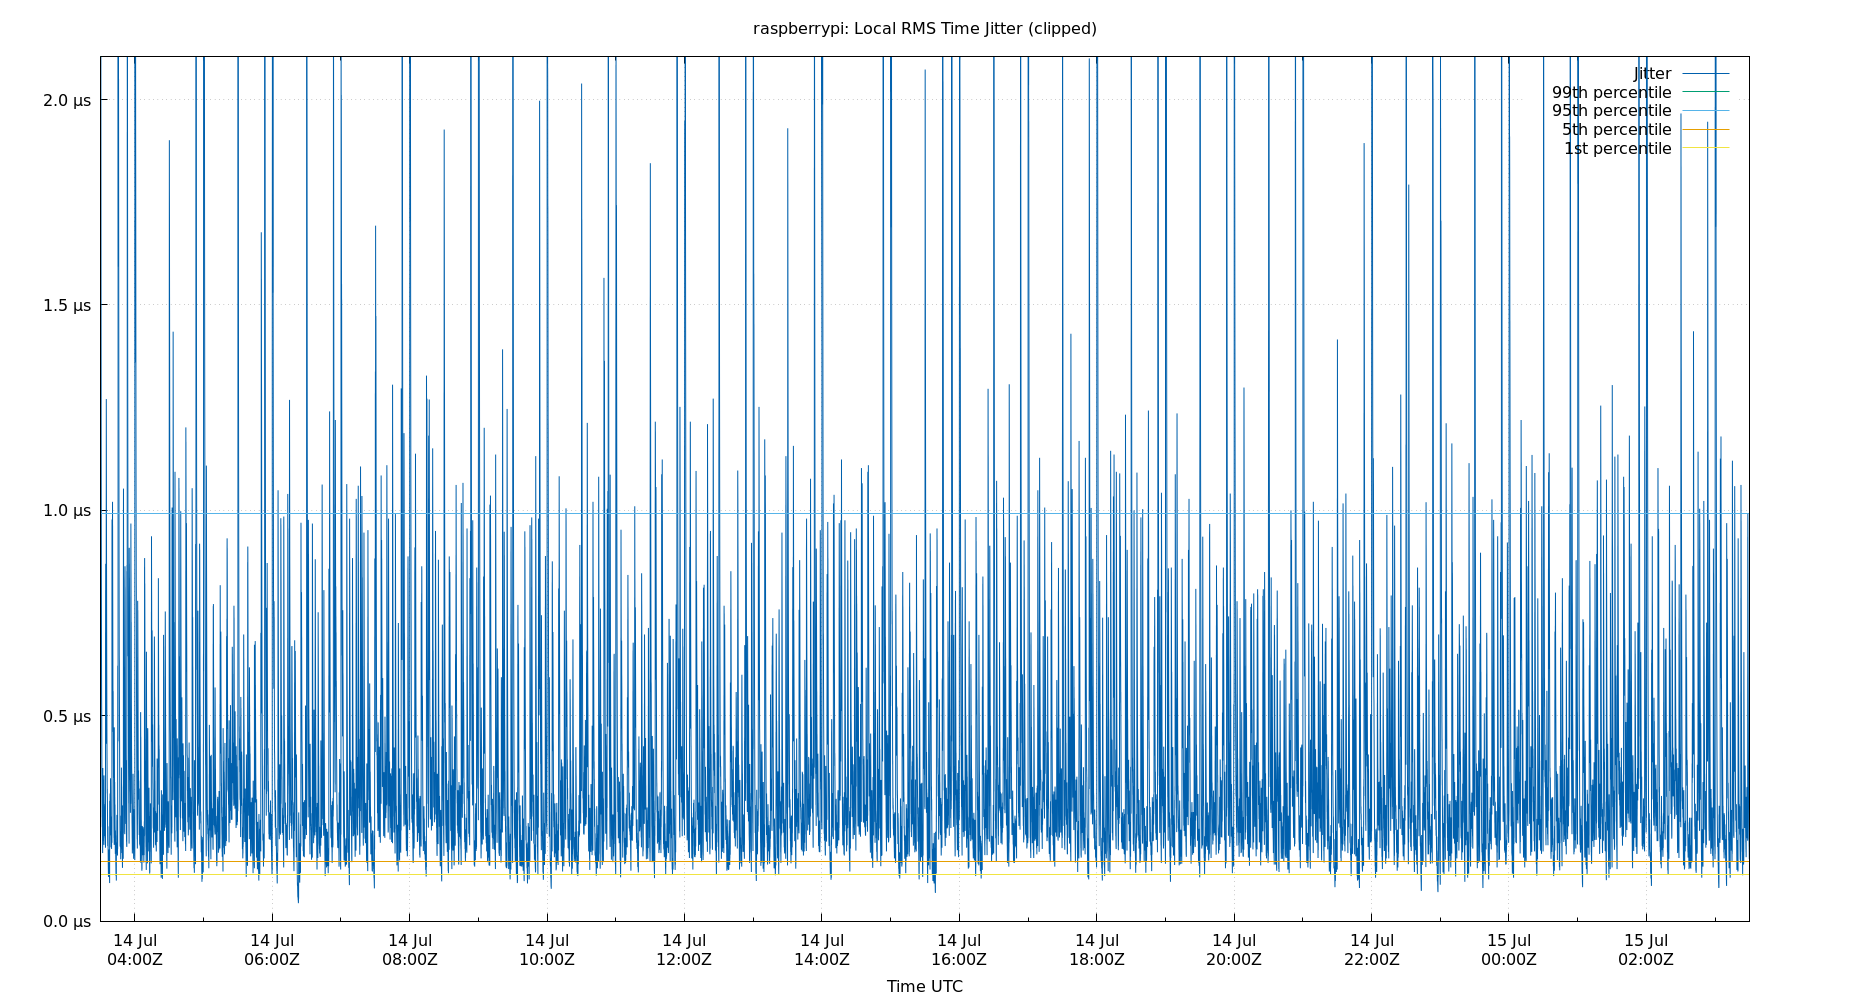 raspberrypi: Local RMS Time Jitter (clipped)
Jitter
99th percentile
95th percentile
5th percentile
1st percentile
2.0 μs
1.5 μs
1.0 μs
0.5 μs
0.0 μs
14 Jul 14 Jul 14 Jul 14 Jul 14 Jul 14 Jul 14 Jul 14 Jul 14 Jul 14 Jul 15 Jul 15 Jul
04:00Z 06:00Z 08:00Z 10:00Z 12:00Z 14:00Z 16:00Z 18:00Z 20:00Z 22:00Z 00:00Z 02:00Z
Time UTC